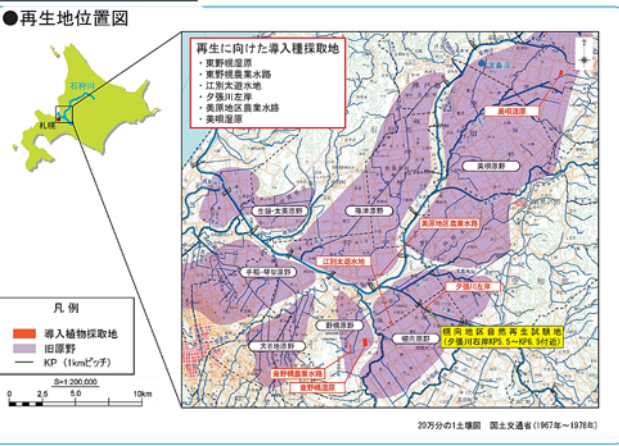 ●再生地位置図
石狩川
札幌
再生に向けた導入種採取地
・東野幌湿原
・東野幌農業水路
・江別太遊水地
・夕張川左岸
・美原地区農業水路
・美唄湿原
美唄湿原
美唄原野
生振・太美原野
篠津原野
美原地区農業水路
江別太遊水地
手稲・琴似原野
夕張川左岸
野幌原野
幌向原野
幌向地区自然再生試験地
(夕張川右岸KP5.5～KP6.5付近)
大谷地原野
東野幌農業水路
東野幌湿原
凡例
導入植物採取地
旧原野
KP (1kmピッチ)
S=1:200,000
0 2.5 5.0 10km
20万分の1土壌図 国土交通省(1967年～1978年)